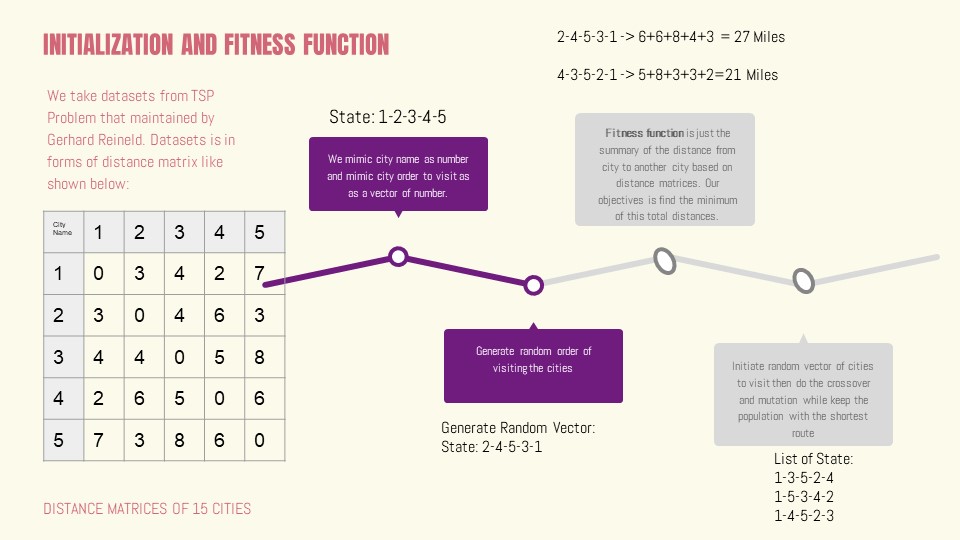 INITIALIZATION AND FITNESS FUNCTION
2-4-5-3-1 -> 6+6+8+4+3 = 27 Miles
4-3-5-2-1 -> 5+8+3+3+2=21 Miles
We take datasets from TSP
Problem that maintained by
Gerhard Reineld. Datasets is in
forms of distance matrix like
shown below:
State: 1-2-3-4-5
We mimic city name as number
and mimic city order to visit as
as a vector of number.
Fitness function is just the
summary of the distance from
city to another city based on
distance matrices. Our
objectives is find the minimum
of this total distances.
City
Name
1 2 3 4 5
1 0 3 4 2 7
2 3 0 4 6 3
3 4 4 0 5 8
4 2 6 5 0 6
5 7 3 8 6 0
Generate random order of
visiting the cities
Generate Random Vector:
State: 2-4-5-3-1
Initiate random vector of cities
to visit then do the crossover
and mutation while keep the
population with the shortest
route
List of State:
1-3-5-2-4
1-5-3-4-2
1-4-5-2-3
DISTANCE MATRICES OF 15 CITIES